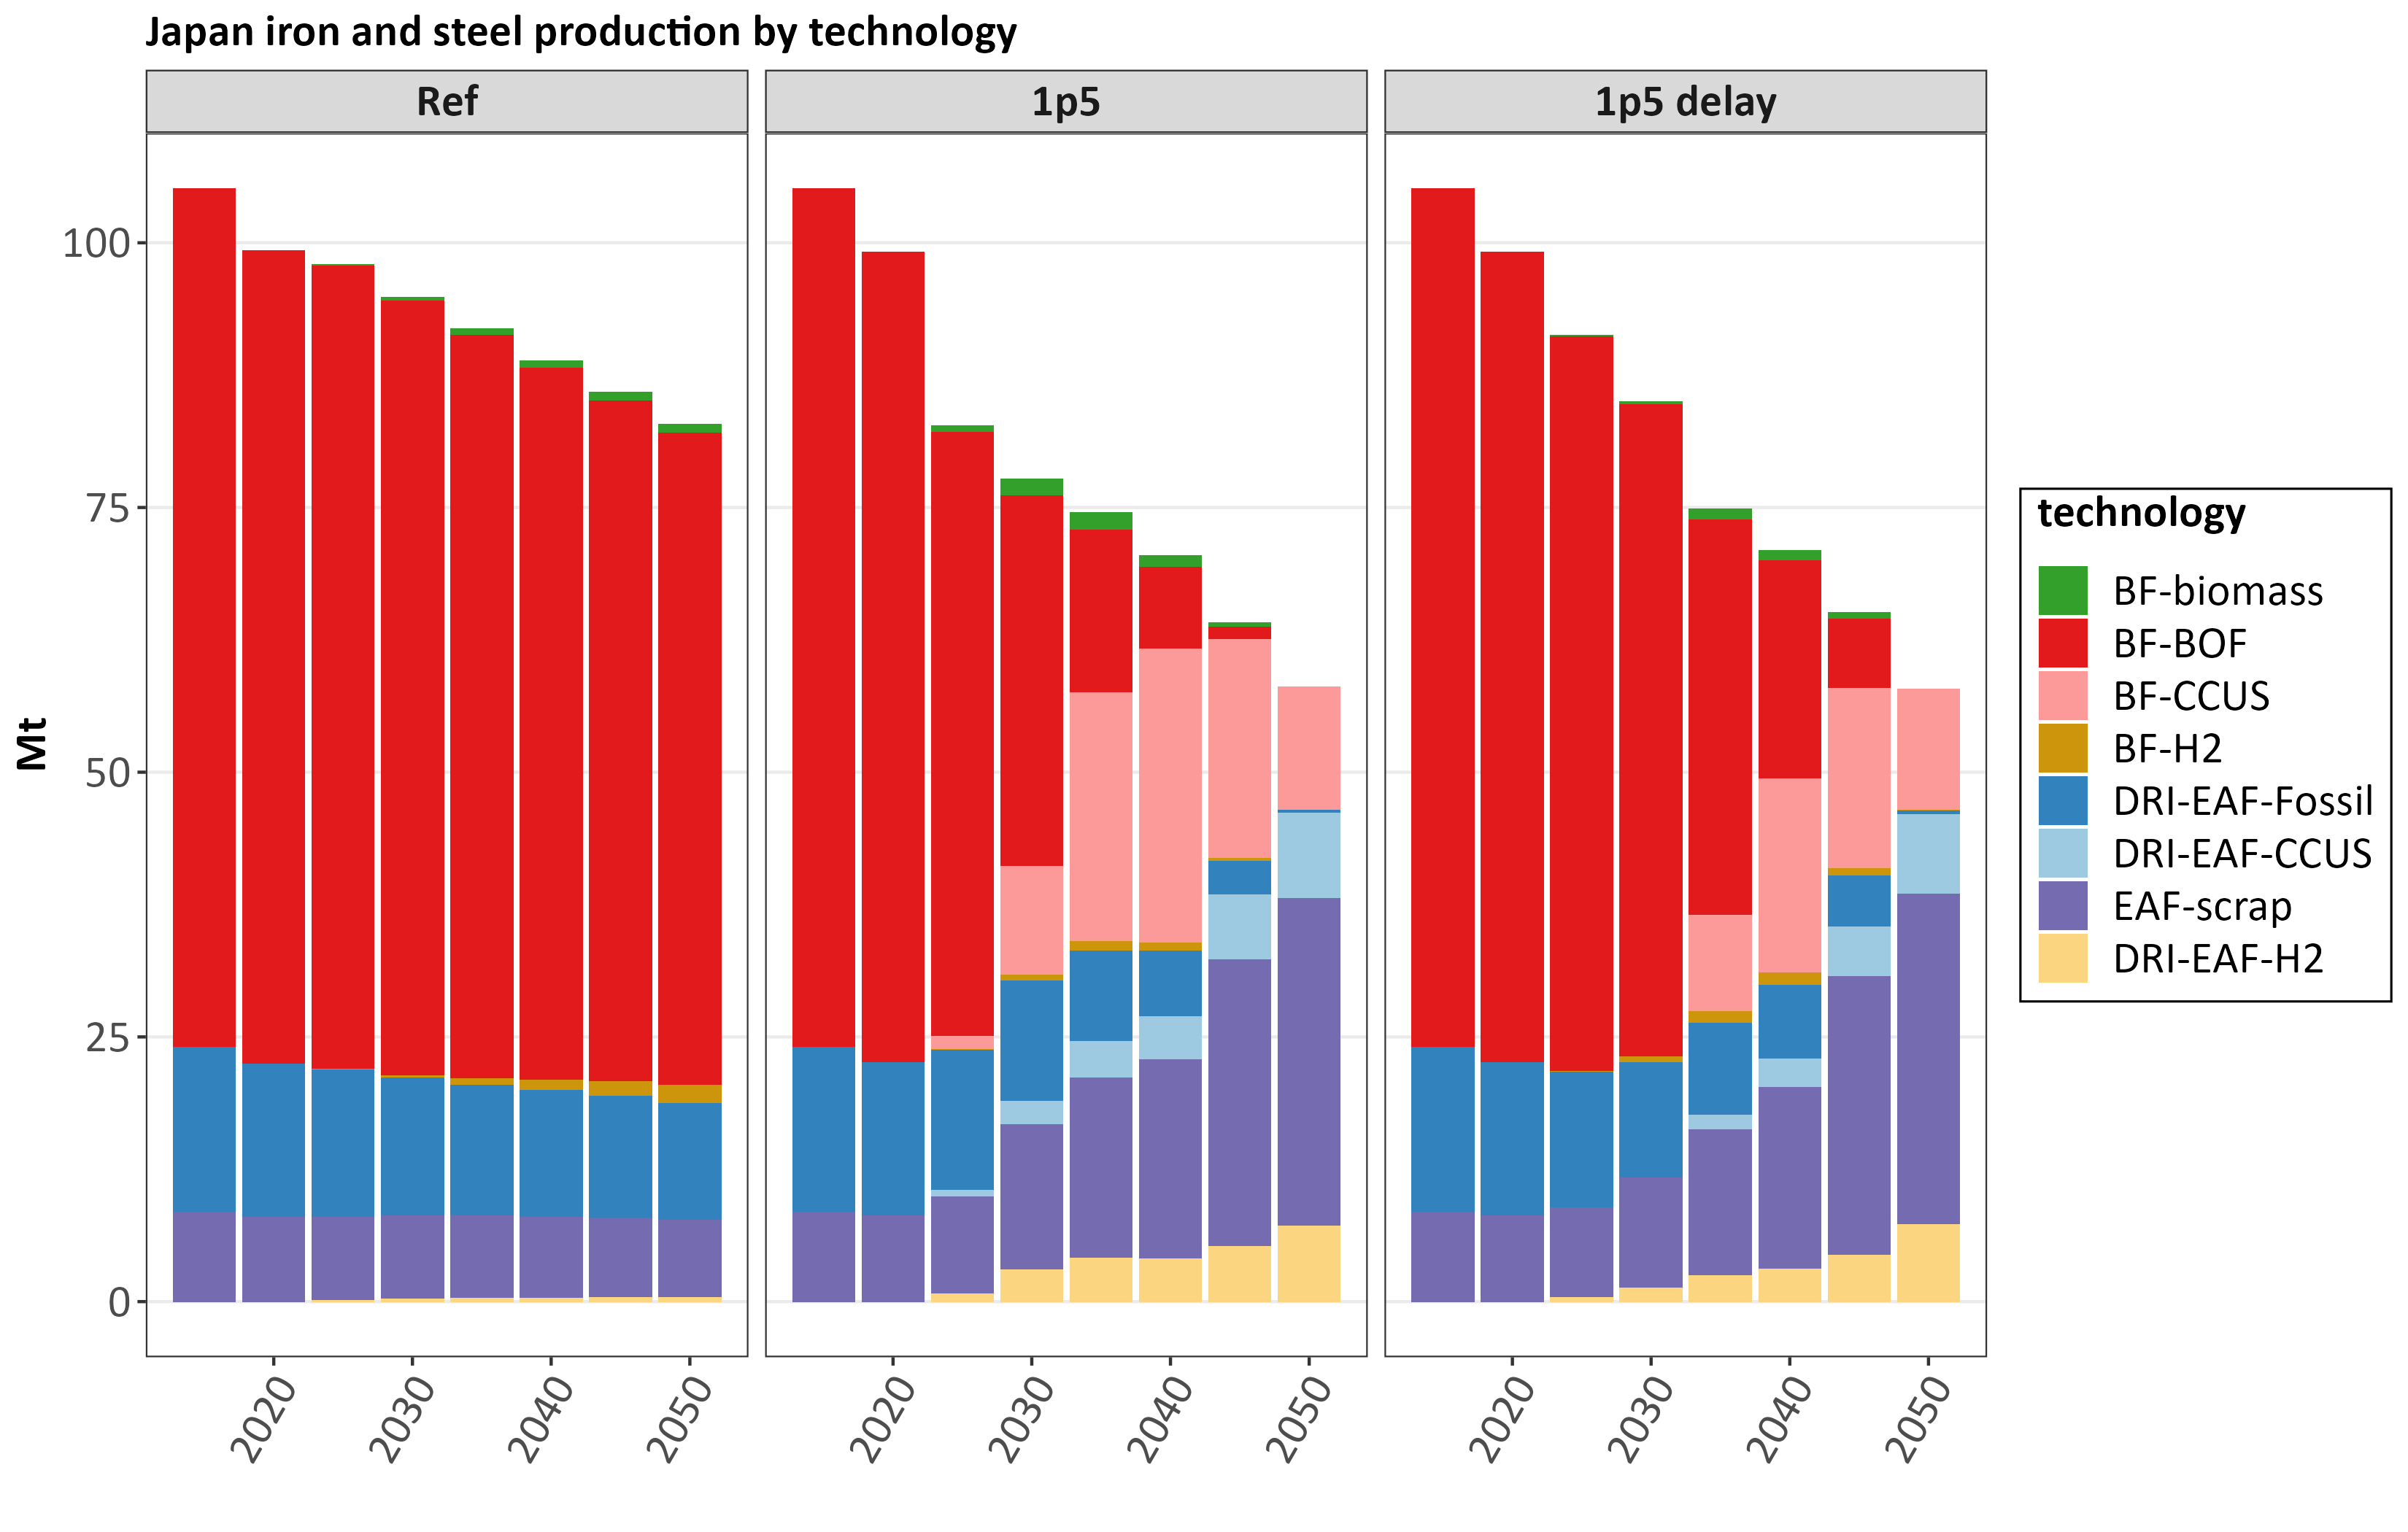 Japan iron and steel production by technology
Ref
1p5
1p5 delay
Mt
100
75
50
25
0
2020
2030
2040
2050
2020
2030
2040
2050
2020
2030
2040
2050
technology
BF-biomass
BF-BOF
BF-CCUS
BF-H2
DRI-EAF-Fossil
DRI-EAF-CCUS
EAF-scrap
DRI-EAF-H2